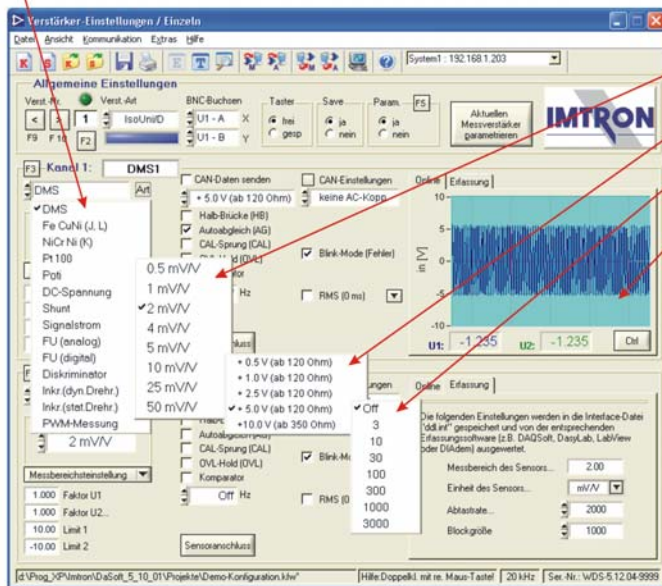 Verstärker-Einstellungen / Einzeln
Datei Ansicht Kommunikation Extras Hilfe
System1 : 192.168.1.203
Allgemeine Einstellungen
Verst.-Nr. Verst.-Art BNC-Buchsen Taster Save Param. F5
< > 1 IsoUni/D U1 - A X frei ja ja
F9 F10 F2 U1 - B Y gesp nein nein
Aktuellen
Messverstärker
parametrieren
IMTRON
F3 Kanal 1: DMS1
DMS Art
DMS
Fe CuNi (J, L)
NiCr Ni (K)
Pt 100
Poti
DC-Spannung
Shunt
Signalstrom
FU (analog)
FU (digital)
Diskriminator
Inkr.(dyn.Drehr.)
Inkr.(stat.Drehr.)
PWM-Messung
0.5 mV/V
1 mV/V
2 mV/V
4 mV/V
5 mV/V
10 mV/V
25 mV/V
50 mV/V
CAN-Daten senden CAN-Einstellungen
+ 5.0 V (ab 120 Ohm) keine AC-Kopp
Halb-Brücke (HB)
Autoabgleich (AG)
CAL-Sprung (CAL)
Blink-Mode (Fehler)
Hz
RMS (0 ms)
+ 0.5 V (ab 120 Ohm)
+ 1.0 V (ab 120 Ohm)
+ 2.5 V (ab 120 Ohm)
+ 5.0 V (ab 120 Ohm)
+10.0 V (ab 350 Ohm)
Off
3
10
30
100
300
1000
3000
Online Erfassung
in [V]
10
5
0
-5
-10
U1: -1.235 U2: -1.235 Ctrl
2 mV/V
Messbereichsteinstellung
1.000 Faktor U1
1.000 Faktor U2...
10.00 Limit 1
-10.00 Limit 2
Autoabgleich (AG)
CAL-Sprung (CAL)
OVL-Hold (OVL)
Komparator
Off Hz
Sensoranschluss
Blink-Mo
RMS (0
Online Erfassung
Die folgenden Einstellungen werden in die Interface-Datei
"ddl.int" gespeichert und von der entsprechenden
Erfassungssoftware (z.B. DAQSoft, DasyLab, LabView
oder DIAdem) ausgewertet.
Messbereich des Sensors... 2.00
Einheit des Sensors... mV/V
Abtastrate... 2000
Blockgröße 1000
d:\Prog_XP\Imtron\DaSoft_5_10_01\Projekte\Demo-Konfiguration.kfw" Hilfe:Doppelkl. mit re. Maus-Taste! 20 kHz Ser.-Nr.: WDS-5.12.04-9999